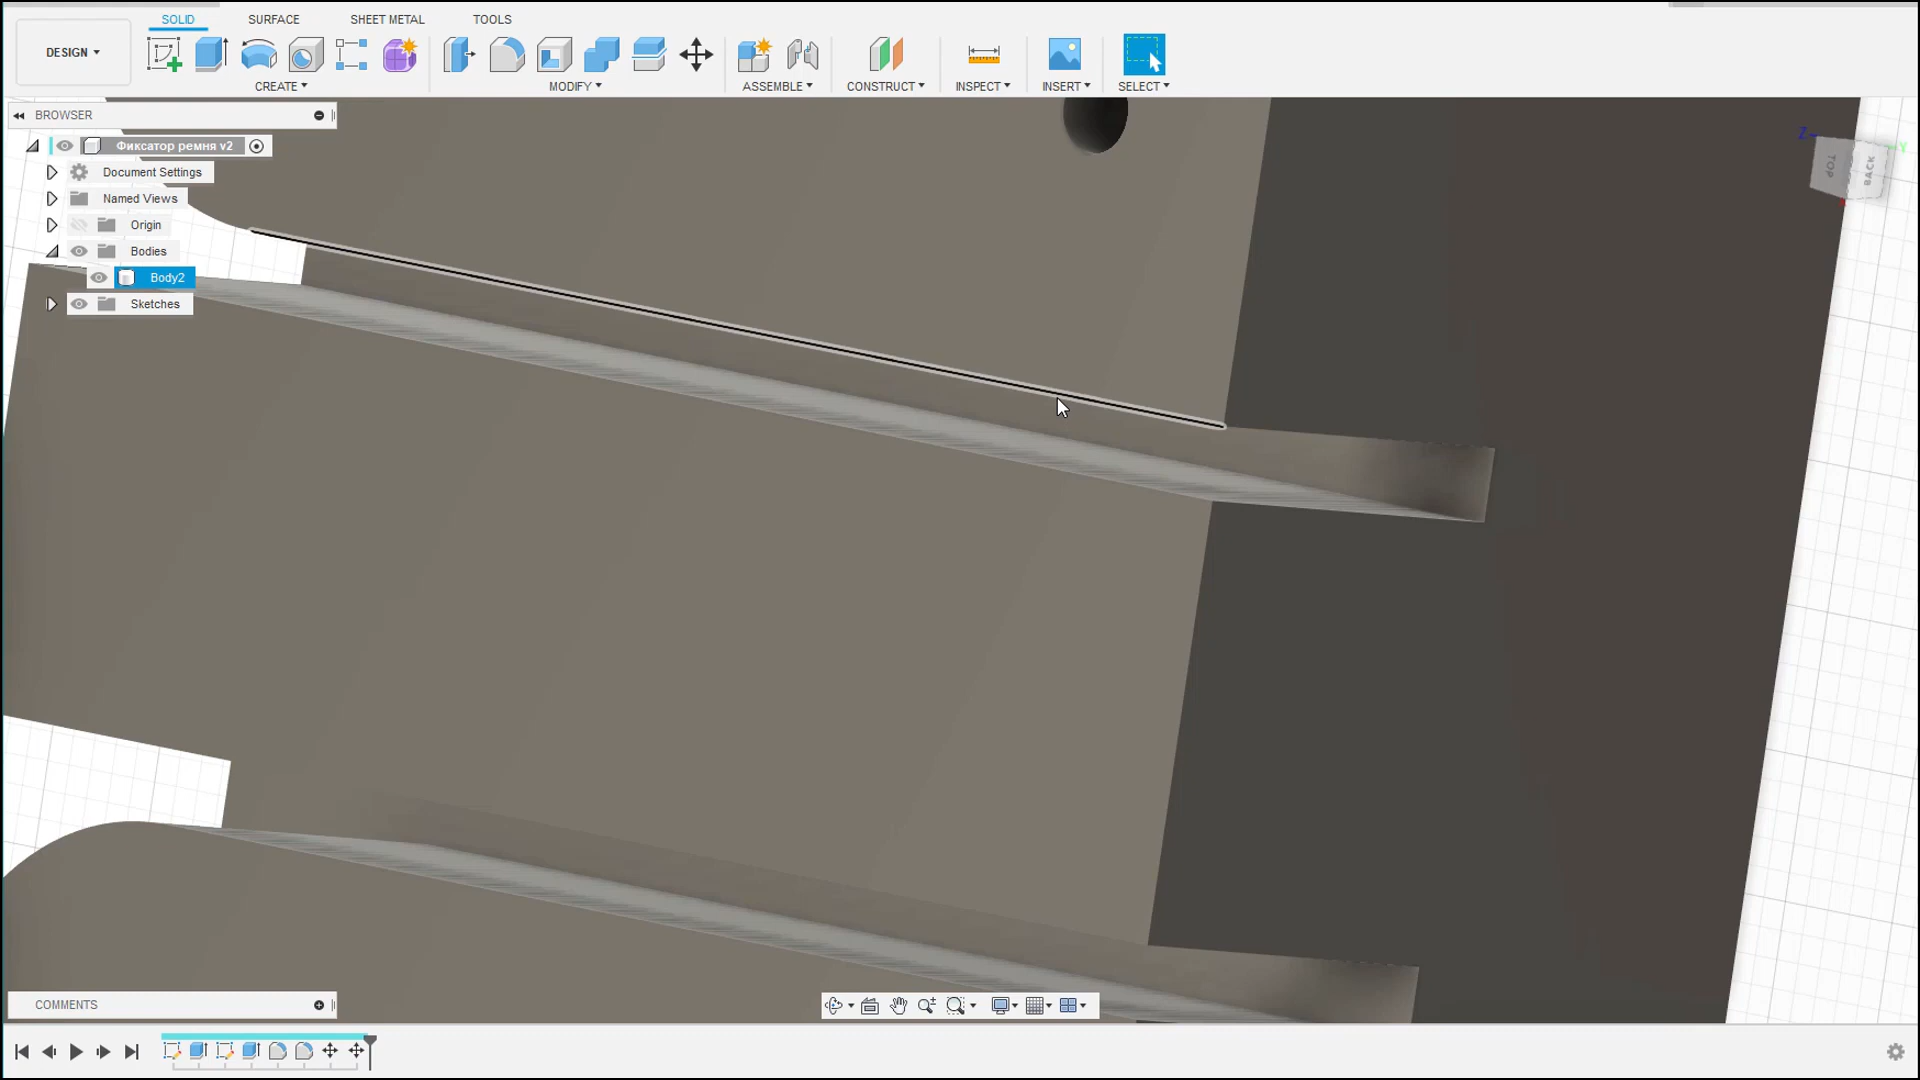 SOLID SURFACE SHEET METAL TOOLS
DESIGN
CREATE MODIFY ASSEMBLE CONSTRUCT INSPECT INSERT SELECT
BROWSER
Фиксатор ремня v2
Document Settings
Named Views
Origin
Bodies
Body2
Sketches
Z
Y
TOP
BACK
COMMENTS